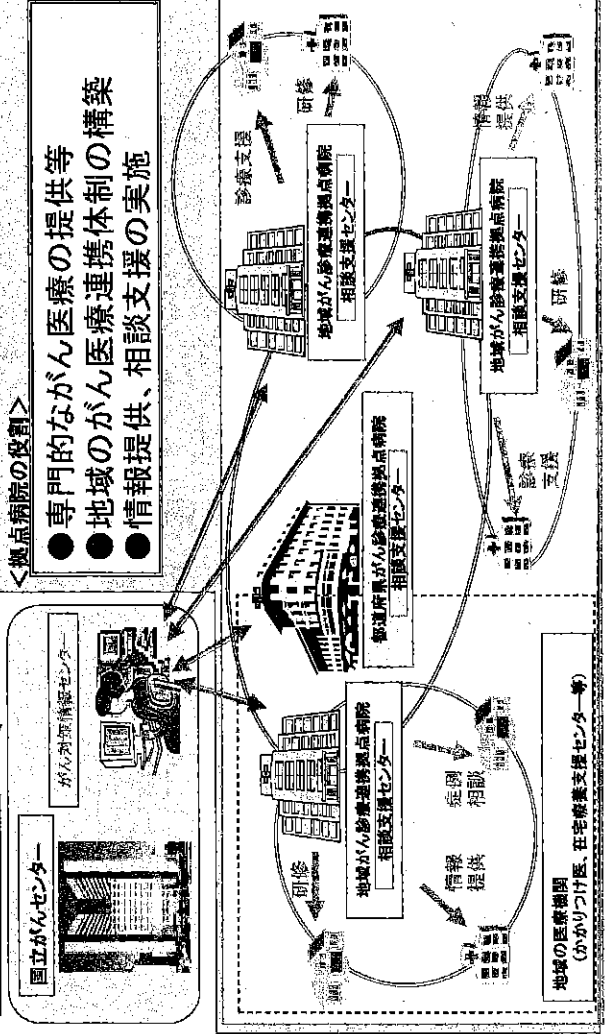 国立がんセンター
がん対策情報センター
<拠点病院の役割>
●専門的ながん医療の提供等
●地域のがん医療連携体制の構築
●情報提供、相談支援の実施
研修
地域がん診療連携拠点病院
相談支援センター
情報
提供
症例
相談
都道府県がん診療連携拠点病院
相談支援センター
地域がん診療連携拠点病院
相談支援センター
診療支援
研修
地域がん診療連携拠点病院
相談支援センター
情報
提供
診療
支援
研修
地域の医療機関
(かかりつけ医、在宅療養支援センター等)